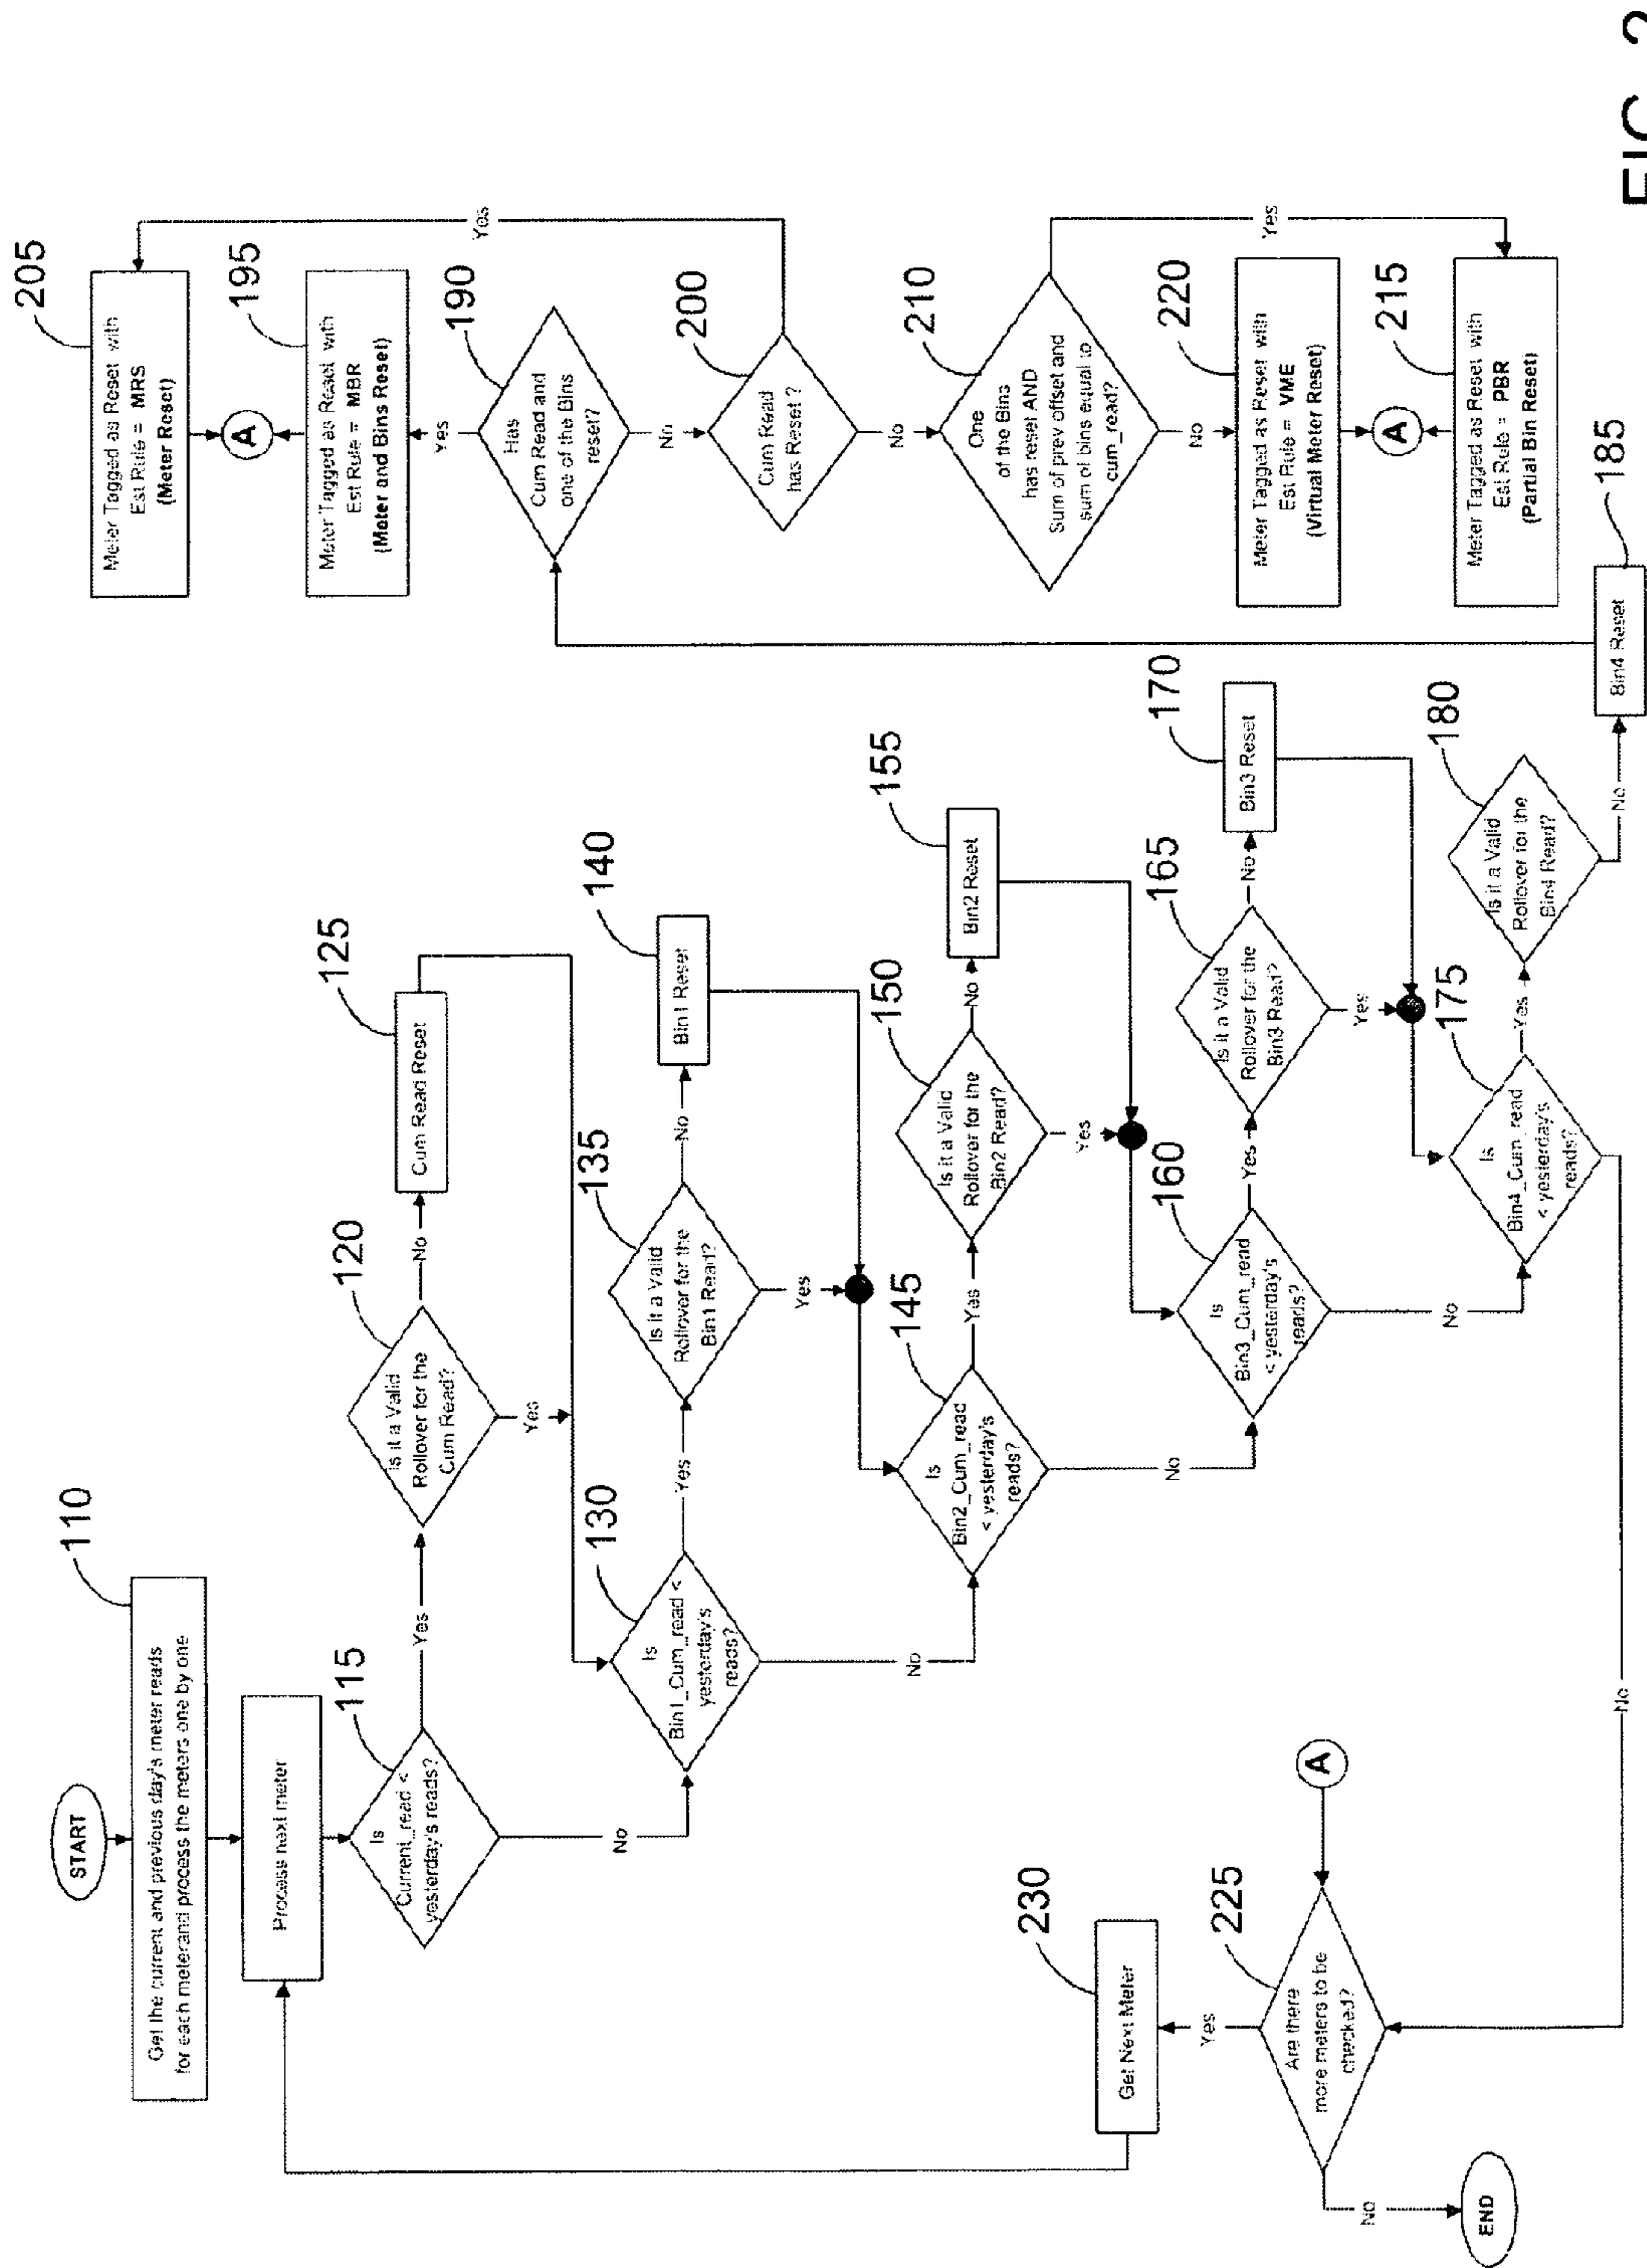 START
110
Get the current and previous day's meter reads
for each meterand process the meters one by one
Process next meter
115
Is
Current_read <
yesterday's reads?
Yes
No
120
Is it a Valid
Rollover for the
Cum Read?
No
Yes
125
Cum Read Reset
130
Is
Bin1_Cum_read <
yesterday's
reads?
Yes
No
135
Is it a Valid
Rollover for the
Bin1 Read?
No
Yes
140
Bin1 Reset
145
Is
Bin2_Cum_read
< yesterday's
reads?
Yes
No
150
Is it a Valid
Rollover for the
Bin2 Read?
No
Yes
155
Bin2 Reset
160
Is
Bin3_Cum_read
< yesterday's
reads?
Yes
No
165
Is it a Valid
Rollover for the
Bin3 Read?
No
Yes
170
Bin3 Reset
175
Is
Bin4_Cum_read
< yesterday's
reads?
Yes
No
180
Is it a Valid
Rollover for the
Bin4 Read?
No
185
Bin4 Reset
190
Has
Cum Read and
one of the Bins
reset?
Yes
No
195
Meter Tagged as Reset with
Est Rule = MBR
(Meter and Bins Reset)
200
Cum Read
has Reset ?
Yes
No
205
Meter Tagged as Reset with
Est Rule = MRS
(Meter Reset)
A
210
One
of the Bins
has reset AND
Sum of prev offset and
sum of bins equal to
cum_read?
Yes
No
220
Meter Tagged as Reset with
Est Rule = VME
(Virtual Meter Reset)
A
215
Meter Tagged as Reset with
Est Rule = PBR
(Partial Bin Reset)
A
225
Are there
more meters to be
checked?
Yes
No
230
Get Next Meter
END
FIG. 2